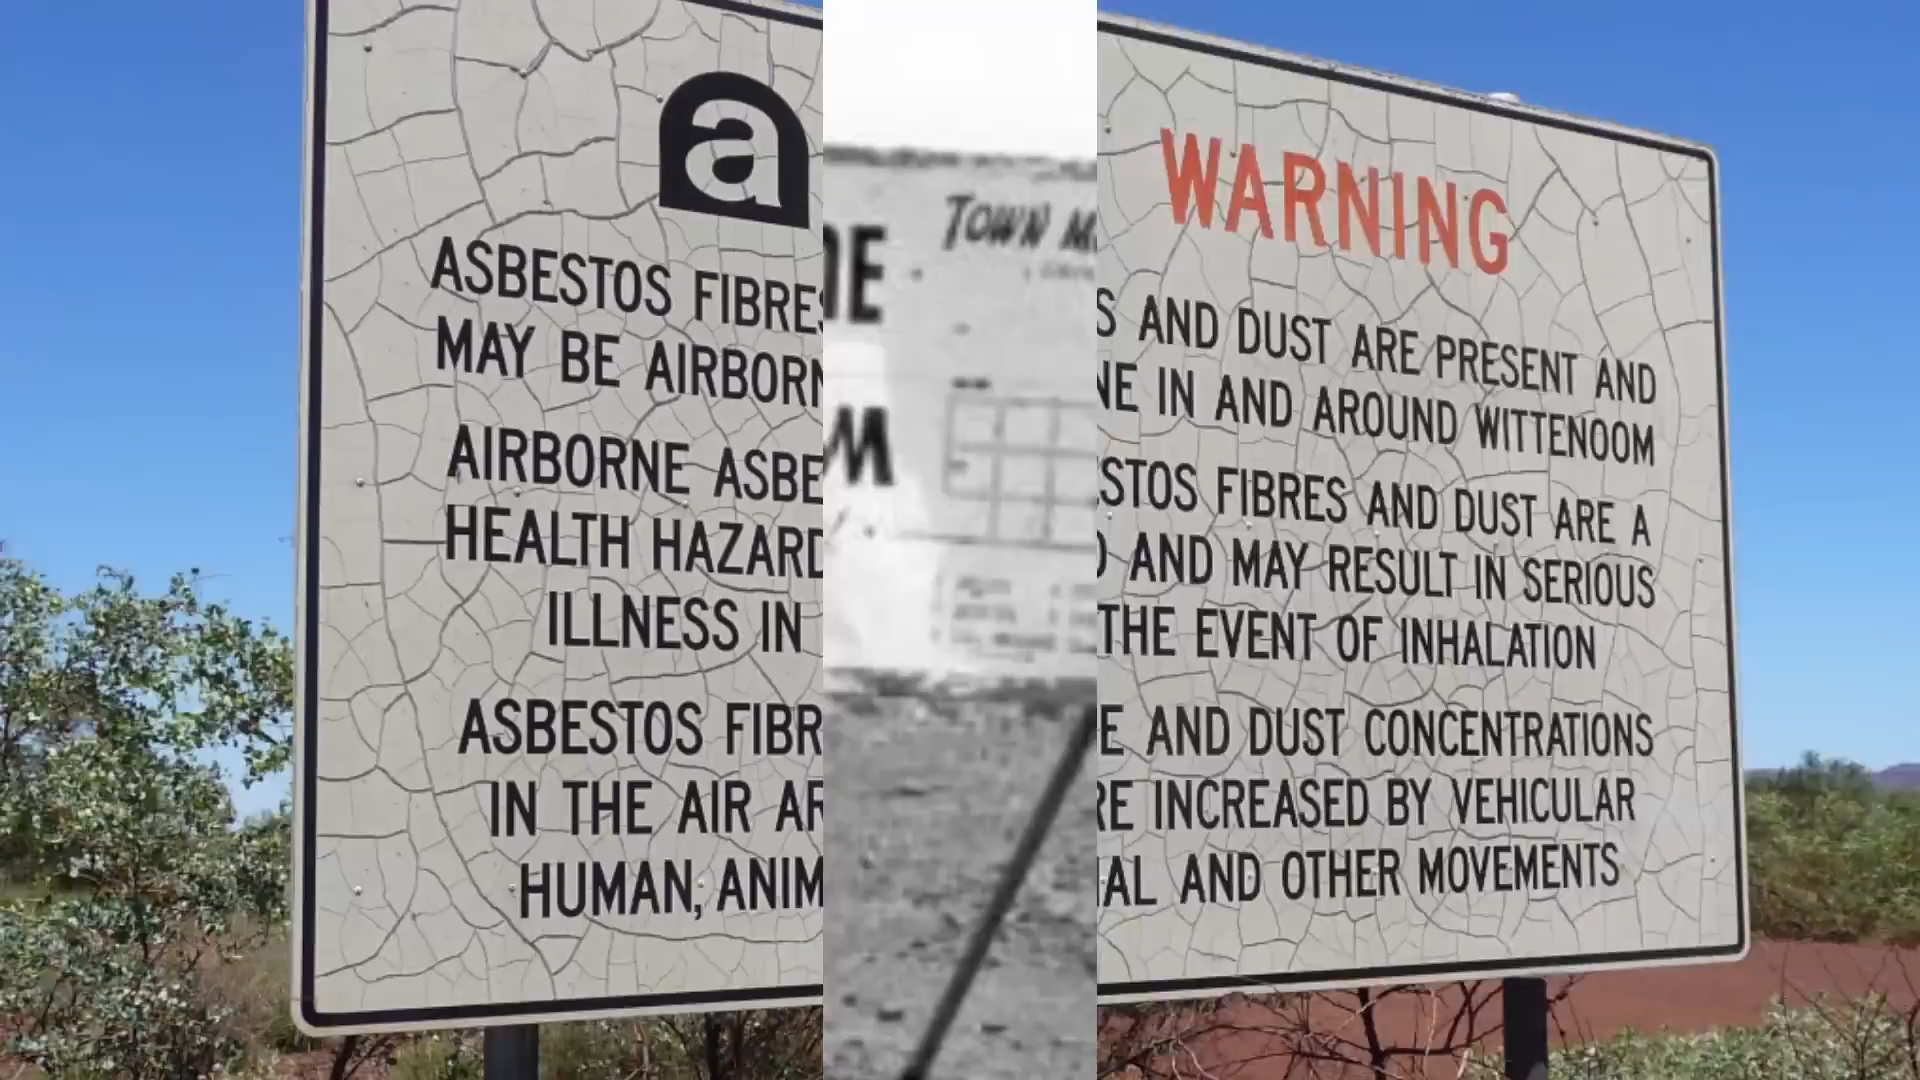 a
ASBESTOS FIBRES
MAY BE AIRBORN
AIRBORNE ASBE
HEALTH HAZARD
ILLNESS IN
ASBESTOS FIBR
IN THE AIR AR
HUMAN, ANIM
TOWN M
E
M
WARNING
S AND DUST ARE PRESENT AND
NE IN AND AROUND WITTENOOM
STOS FIBRES AND DUST ARE A
AND MAY RESULT IN SERIOUS
THE EVENT OF INHALATION
E AND DUST CONCENTRATIONS
RE INCREASED BY VEHICULAR
AL AND OTHER MOVEMENTS